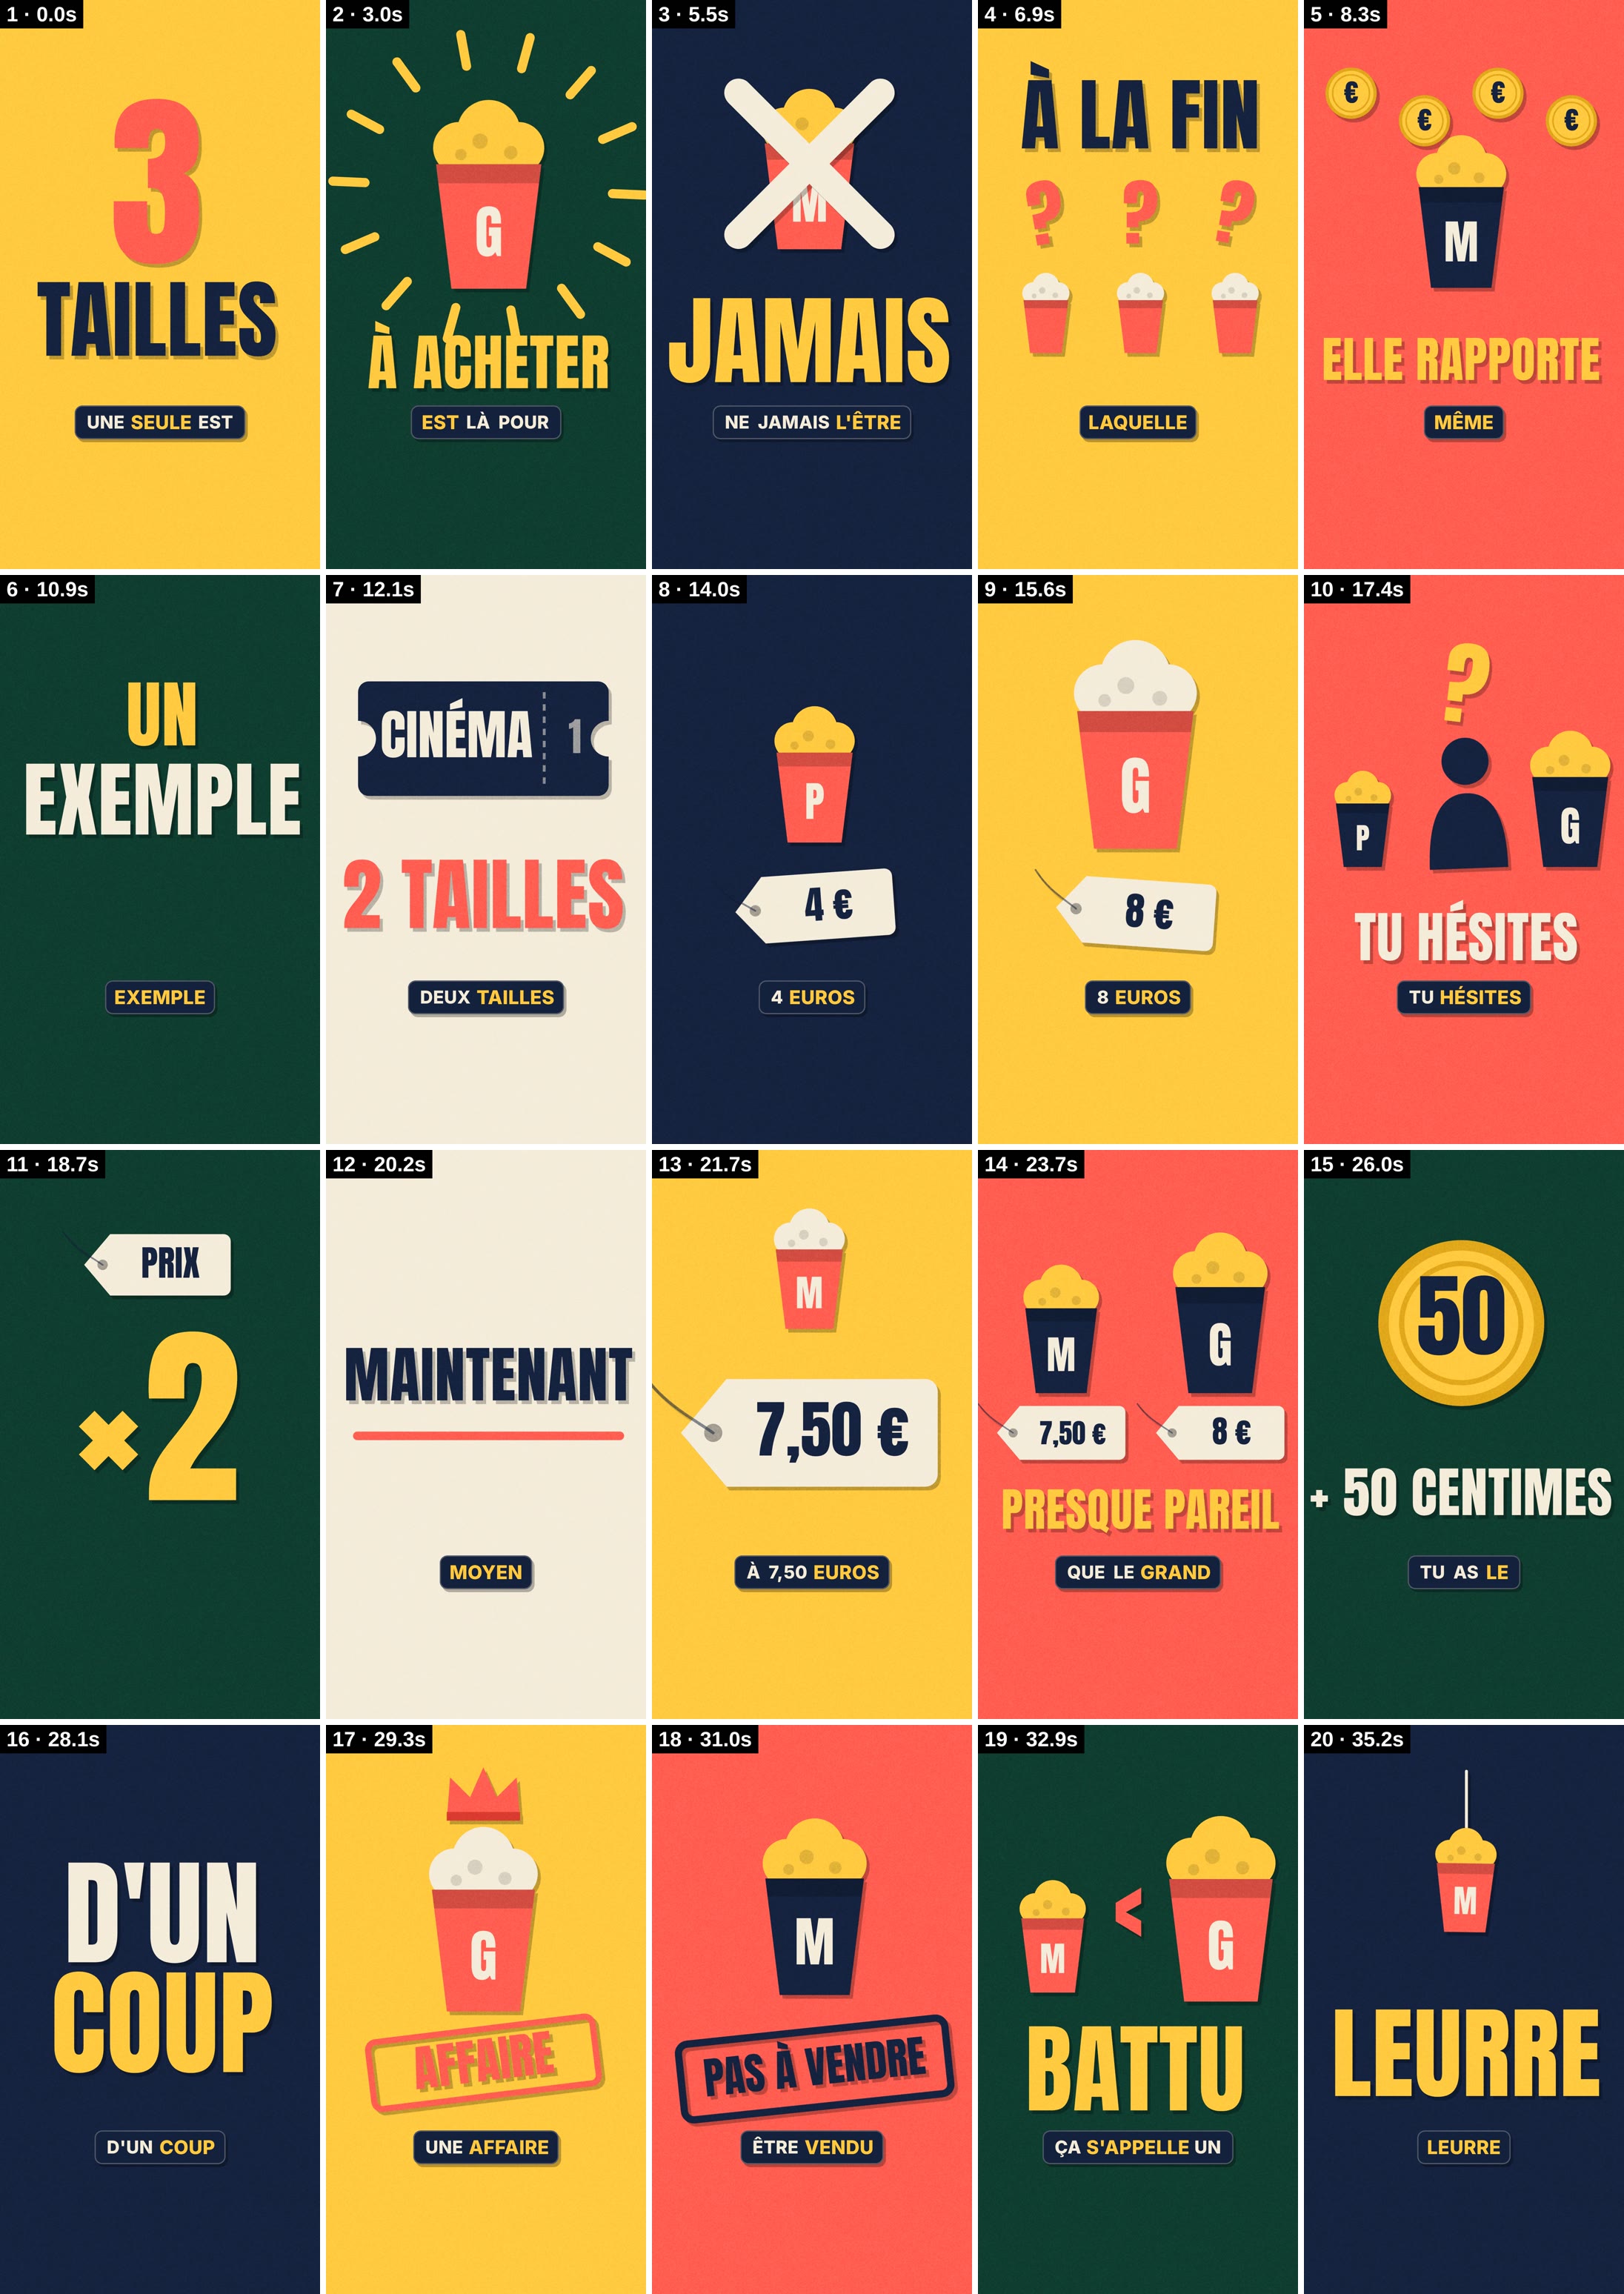 1 · 0.0s
3
TAILLES
UNE SEULE EST
2 · 3.0s
G
À ACHETER
EST LÀ POUR
3 · 5.5s
M
JAMAIS
NE JAMAIS L'ÊTRE
4 · 6.9s
À LA FIN
? ? ?
LAQUELLE
5 · 8.3s
€ € € €
M
ELLE RAPPORTE
MÊME
6 · 10.9s
UN
EXEMPLE
EXEMPLE
7 · 12.1s
CINÉMA 1
2 TAILLES
DEUX TAILLES
8 · 14.0s
P
4 €
4 EUROS
9 · 15.6s
G
8 €
8 EUROS
10 · 17.4s
?
P G
TU HÉSITES
TU HÉSITES
11 · 18.7s
PRIX
×2
12 · 20.2s
MAINTENANT
MOYEN
13 · 21.7s
M
7,50 €
À 7,50 EUROS
14 · 23.7s
M G
7,50 € 8 €
PRESQUE PAREIL
QUE LE GRAND
15 · 26.0s
50
+ 50 CENTIMES
TU AS LE
16 · 28.1s
D'UN
COUP
D'UN COUP
17 · 29.3s
G
AFFAIRE
UNE AFFAIRE
18 · 31.0s
M
PAS À VENDRE
ÊTRE VENDU
19 · 32.9s
M < G
BATTU
ÇA S'APPELLE UN
20 · 35.2s
M
LEURRE
LEURRE